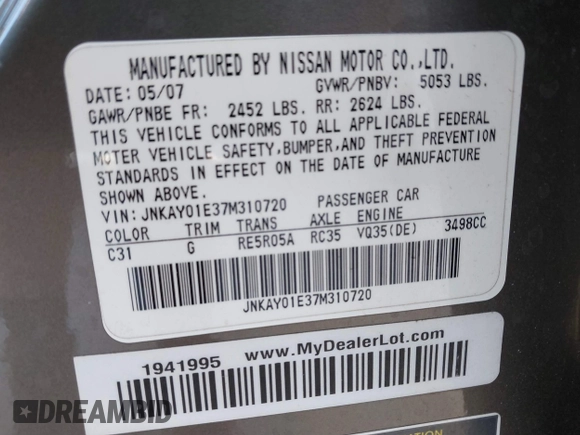 MANUFACTURED BY NISSAN MOTOR CO.,LTD.
DATE: 05/07 GVWR/PNBV: 5053 LBS.
GAWR/PNBE FR: 2452 LBS. RR: 2624 LBS.
THIS VEHICLE CONFORMS TO ALL APPLICABLE FEDERAL
MOTER VEHICLE SAFETY,BUMPER,AND THEFT PREVENTION
STANDARDS IN EFFECT ON THE DATE OF MANUFACTURE
SHOWN ABOVE.
VIN: JNKAY01E37M310720 PASSENGER CAR
COLOR TRIM TRANS AXLE ENGINE
C31 G RE5R05A RC35 VQ35(DE) 3498CC
JNKAY01E37M310720
1941995 www.MyDealerLot.com
DREAMBID